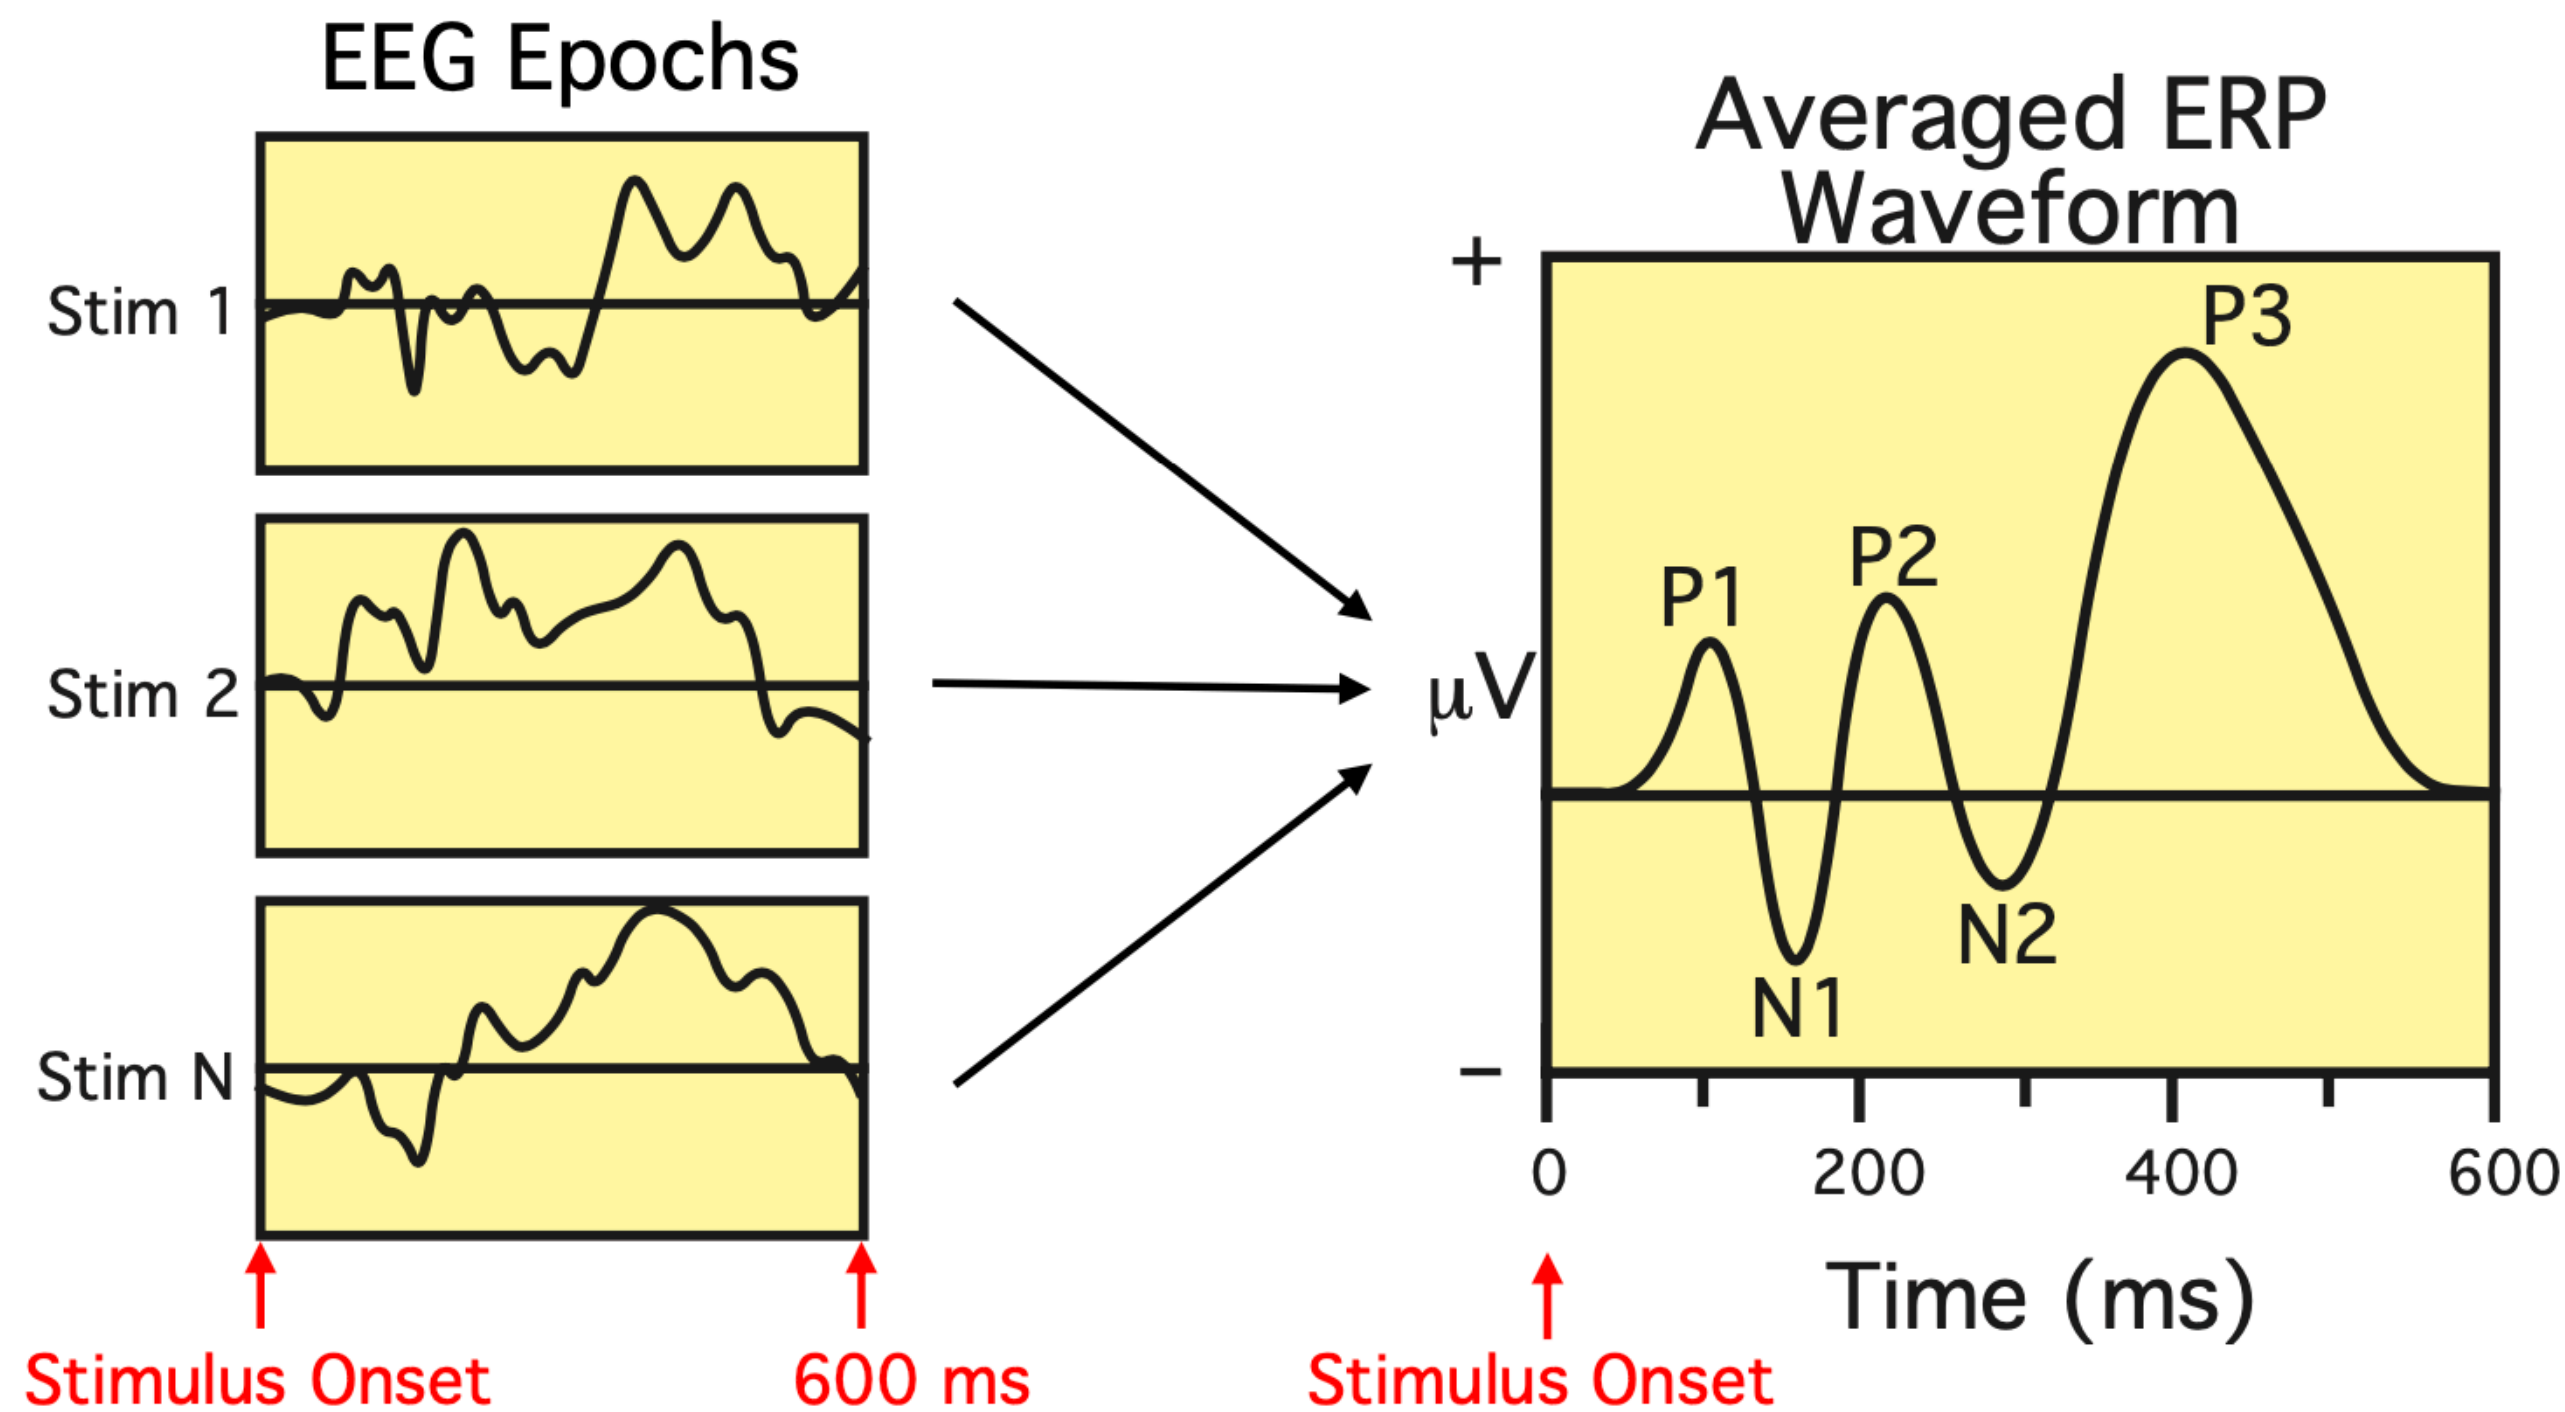 EEG Epochs
Stim 1
Stim 2
Stim N
Stimulus Onset
600 ms
Averaged ERP
Waveform
+
μV
−
P1
N1
P2
N2
P3
0
200
400
600
Time (ms)
Stimulus Onset